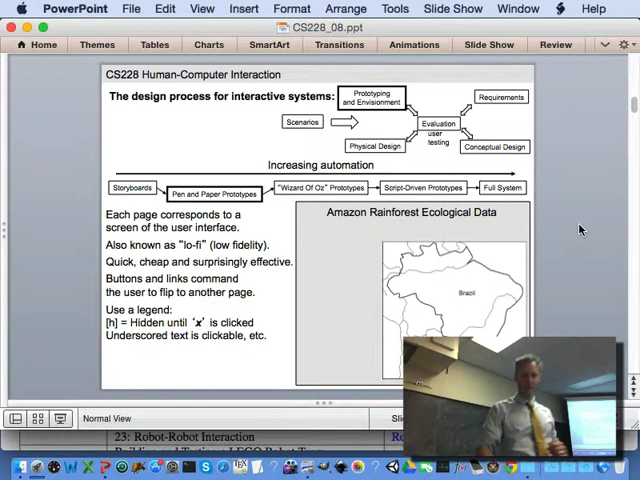 PowerPoint File Edit View Insert Format Arrange Tools Slide Show Window Help
CS228_08.ppt
Home Themes Tables Charts SmartArt Transitions Animations Slide Show Review
CS228 Human-Computer Interaction
The design process for interactive systems:
Prototyping
and Envisionment
Requirements
Scenarios
Evaluation
user
testing
Physical Design
Conceptual Design
Increasing automation
Storyboards
Pen and Paper Prototypes
"Wizard Of Oz" Prototypes
Script-Driven Prototypes
Full System
Each page corresponds to a
screen of the user interface.
Also known as "lo-fi" (low fidelity).
Quick, cheap and surprisingly effective.
Buttons and links command
the user to flip to another page.
Use a legend:
[h] = Hidden until 'x' is clicked
Underscored text is clickable, etc.
Amazon Rainforest Ecological Data
Brazil
Normal View
23: Robot-Robot Interaction